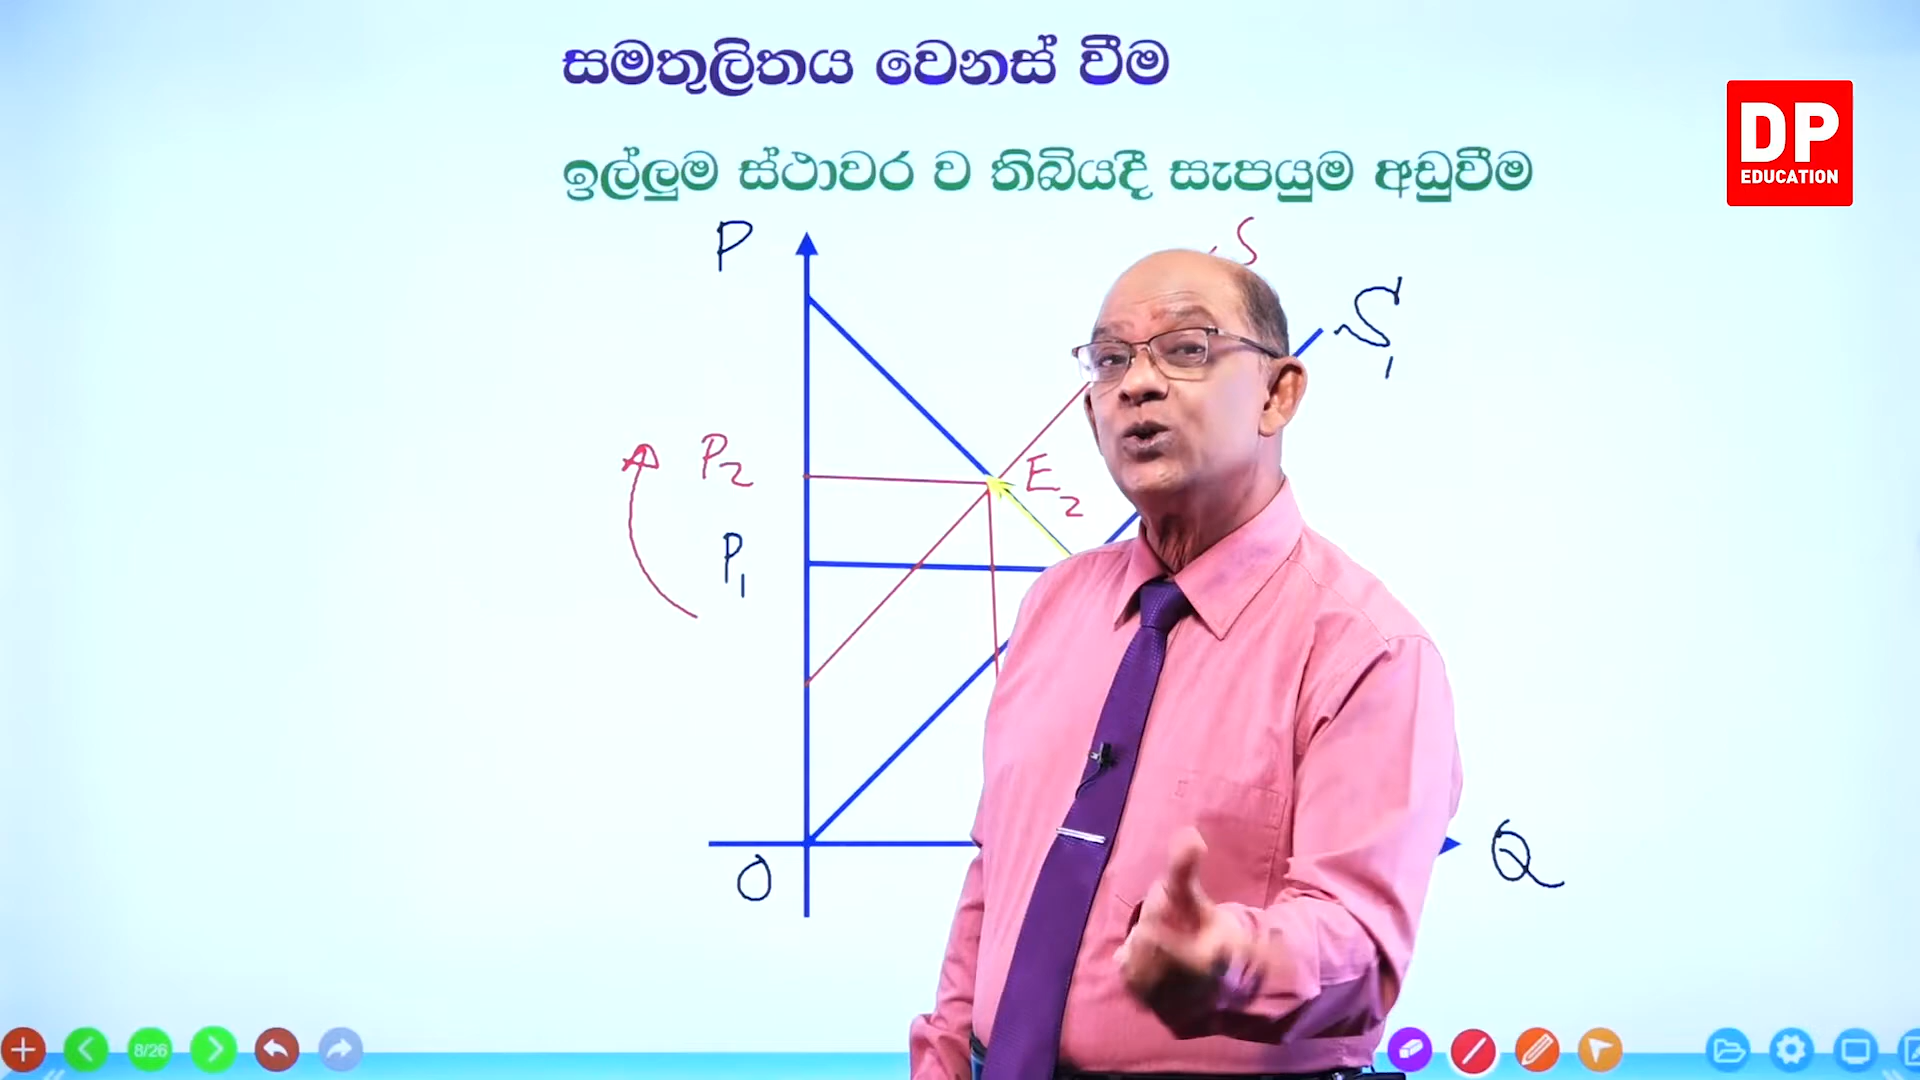 සමතුලිතය වෙනස් වීම
ඉල්ලුම ස්ථාවර ව තිබියදී සැපයුම අඩුවීම
DP
EDUCATION
P
S
S1
P2
E2
P1
O
Q
8/26